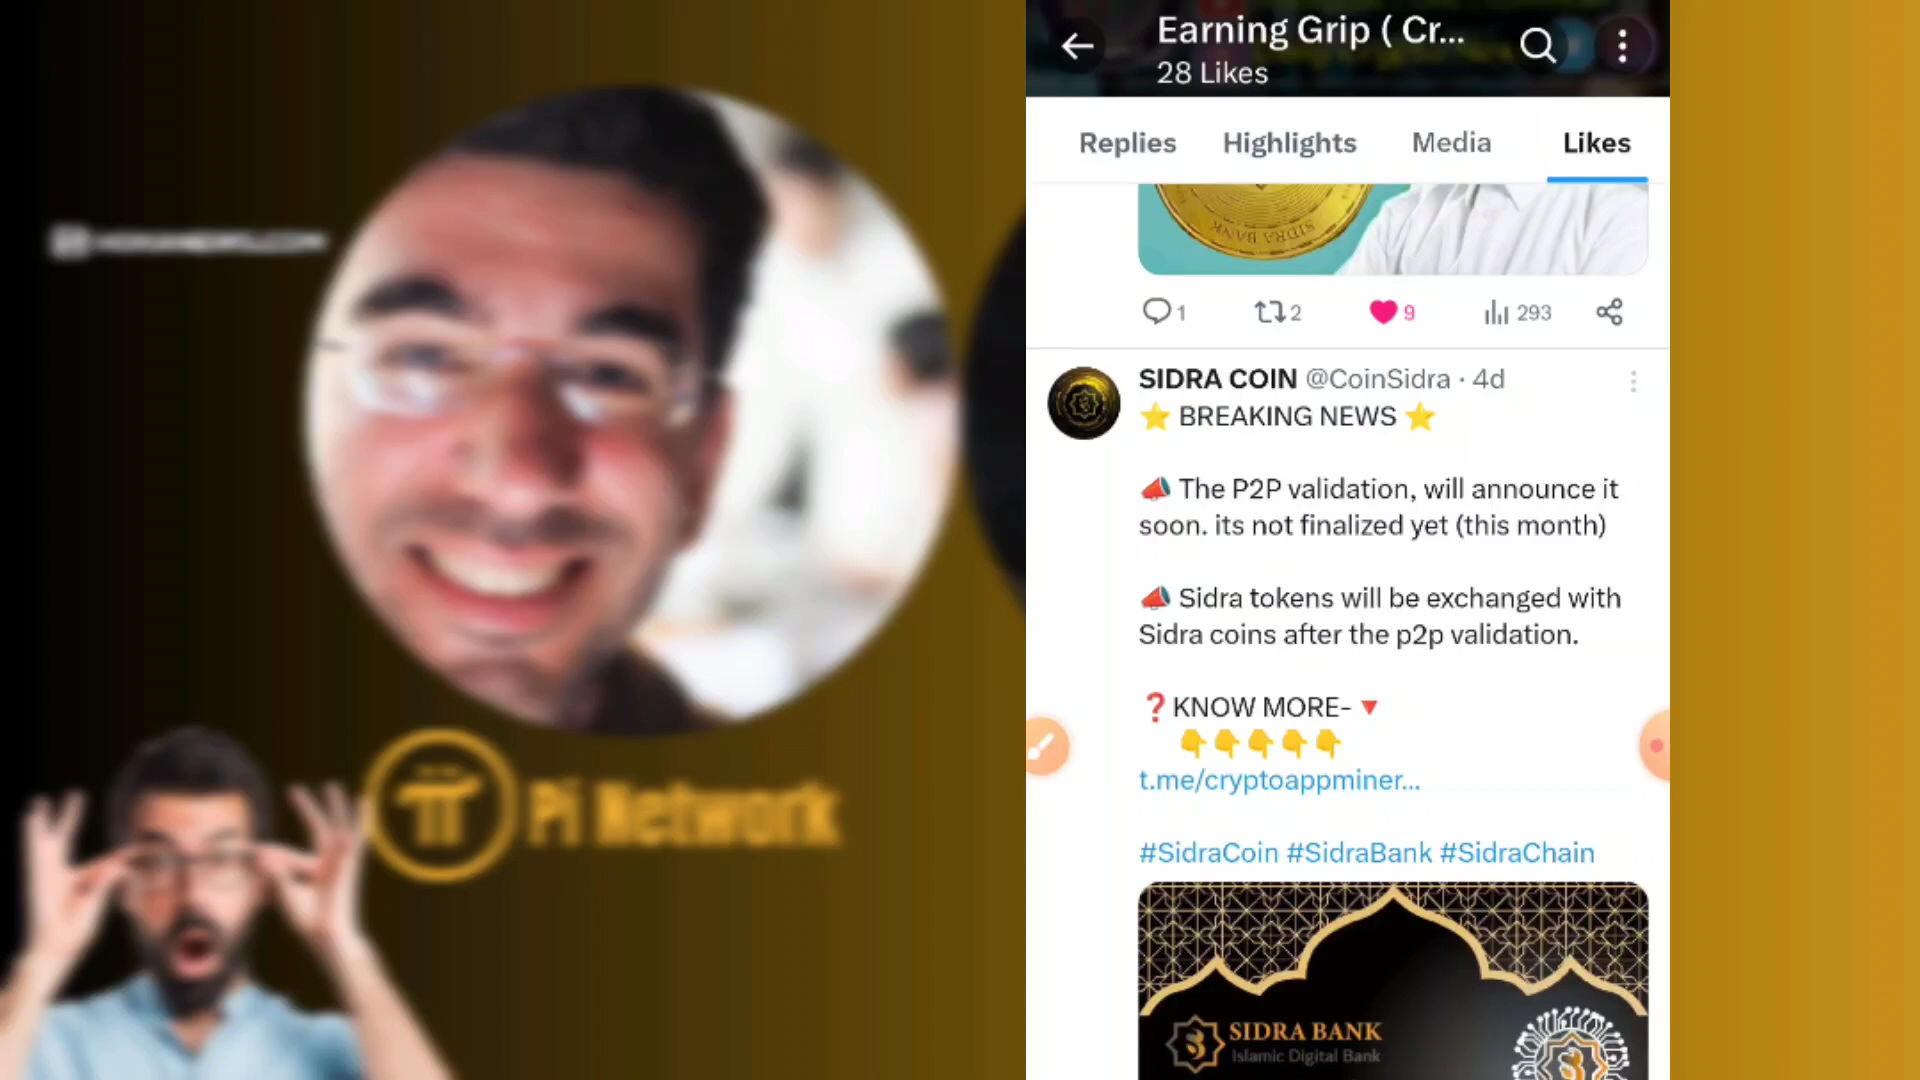 Pi Network
Earning Grip ( Cr...
28 Likes
Replies Highlights Media Likes
SIDRA BANK
1 2 9 293
SIDRA COIN @CoinSidra · 4d
⭐ BREAKING NEWS ⭐
📣 The P2P validation, will announce it
soon. its not finalized yet (this month)
📣 Sidra tokens will be exchanged with
Sidra coins after the p2p validation.
❓KNOW MORE-🔻
👇👇👇👇👇
t.me/cryptoappminer...
#SidraCoin #SidraBank #SidraChain
SIDRA BANK
Islamic Digital Bank